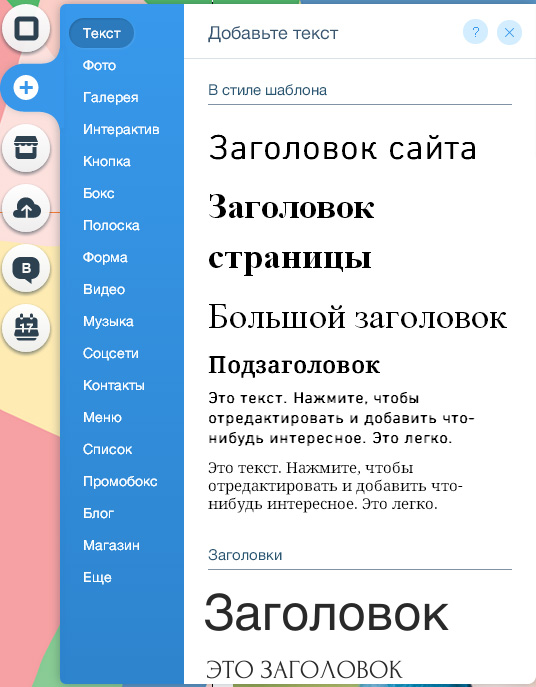 Текст
Фото
Галерея
Интерактив
Кнопка
Бокс
Полоска
Форма
Видео
Музыка
Соцсети
Контакты
Меню
Список
Промобокс
Блог
Магазин
Еще
B
17
Добавьте текст
?
В стиле шаблона
Заголовок сайта
Заголовок
страницы
Большой заголовок
Подзаголовок
Это текст. Нажмите, чтобы
отредактировать и добавить что-
нибудь интересное. Это легко.
Это текст. Нажмите, чтобы
отредактировать и добавить что-
нибудь интересное. Это легко.
Заголовки
Заголовок
ЭТО ЗАГОЛОВОК